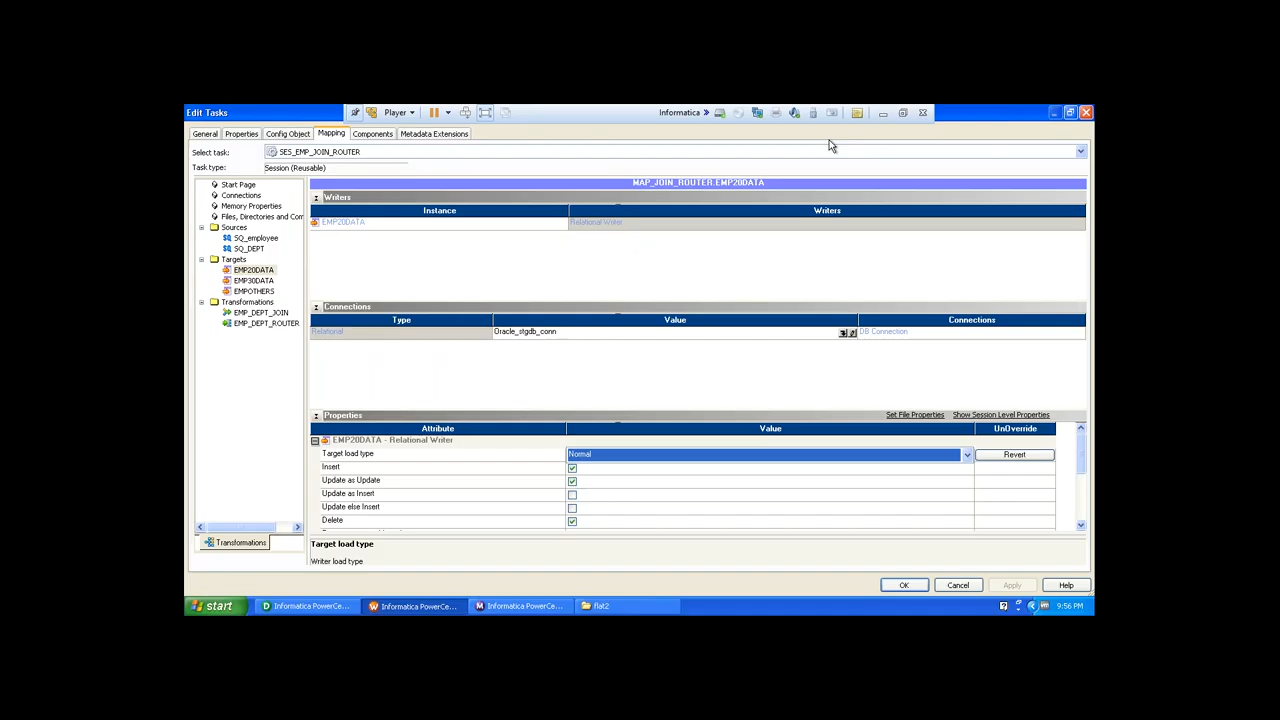 Edit Tasks Player Informatica »
General Properties Config Object Mapping Components Metadata Extensions
Select task: SES_EMP_JOIN_ROUTER
Task type: Session (Reusable)
Start Page
Connections
Memory Properties
Files, Directories and Com
Sources
SQ_employee
SQ_DEPT
Targets
EMP20DATA
EMP30DATA
EMPOTHERS
Transformations
EMP_DEPT_JOIN
EMP_DEPT_ROUTER
Transformations
MAP_JOIN_ROUTER.EMP20DATA
Writers
Instance Writers
EMP20DATA Relational Writer
Connections
Type Value Connections
Relational Oracle_stgdb_conn DB Connection
Properties Set File Properties Show Session Level Properties
Attribute Value UnOverride
EMP20DATA - Relational Writer
Target load type Normal Revert
Insert
Update as Update
Update as Insert
Update else Insert
Delete
Target load type
Writer load type
OK Cancel Apply Help
start Informatica PowerCe... Informatica PowerCe... Informatica PowerCe... flat2 9:56 PM